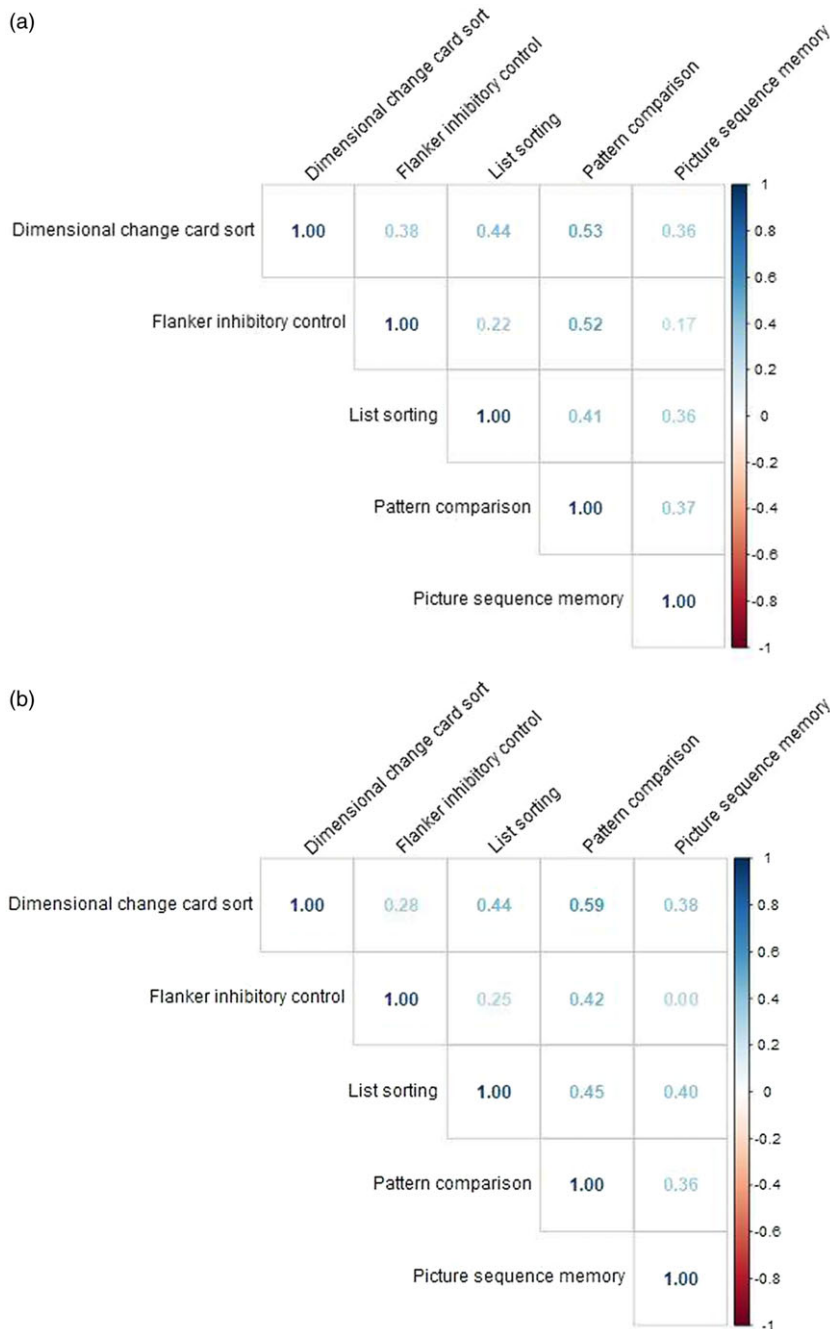 (a)
Dimensional change card sort
Flanker inhibitory control
List sorting
Pattern comparison
Picture sequence memory
Dimensional change card sort 1.00 0.38 0.44 0.53 0.36
Flanker inhibitory control 1.00 0.22 0.52 0.17
List sorting 1.00 0.41 0.36
Pattern comparison 1.00 0.37
Picture sequence memory 1.00
1
0.8
0.6
0.4
0.2
0
-0.2
-0.4
-0.6
-0.8
-1
(b)
Dimensional change card sort
Flanker inhibitory control
List sorting
Pattern comparison
Picture sequence memory
Dimensional change card sort 1.00 0.28 0.44 0.59 0.38
Flanker inhibitory control 1.00 0.25 0.42
List sorting 1.00 0.45 0.40
Pattern comparison 1.00 0.36
Picture sequence memory 1.00
1
0.8
0.6
0.4
0.2
0
-0.2
-0.4
-0.6
-0.8
-1